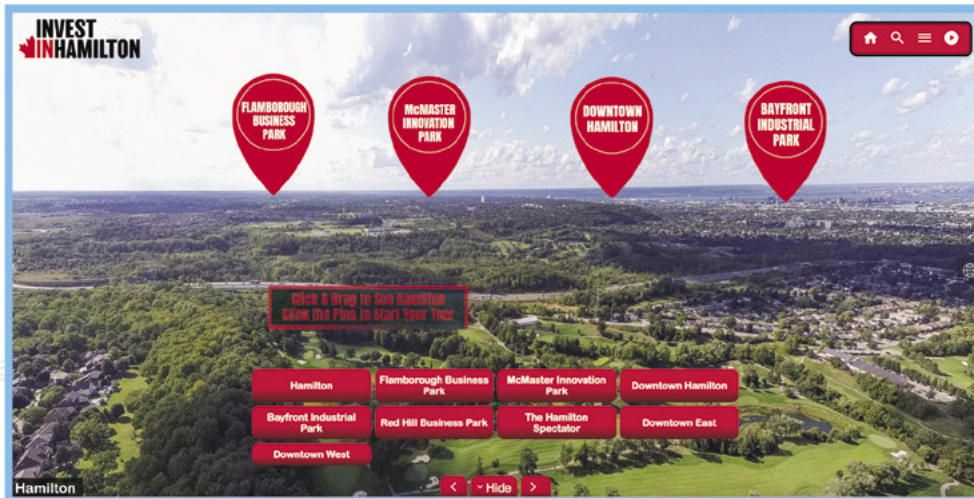 INVEST
INHAMILTON
FLAMBOROUGH
BUSINESS
PARK
McMASTER
INNOVATION
PARK
DOWNTOWN
HAMILTON
BAYFRONT
INDUSTRIAL
PARK
Click & Drag to See Hamilton
Click the Pins to Start Your Tour
Hamilton
Flamborough Business
Park
McMaster Innovation
Park
Downtown Hamilton
Bayfront Industrial
Park
Red Hill Business Park
The Hamilton
Spectator
Downtown East
Downtown West
Hide
Hamilton